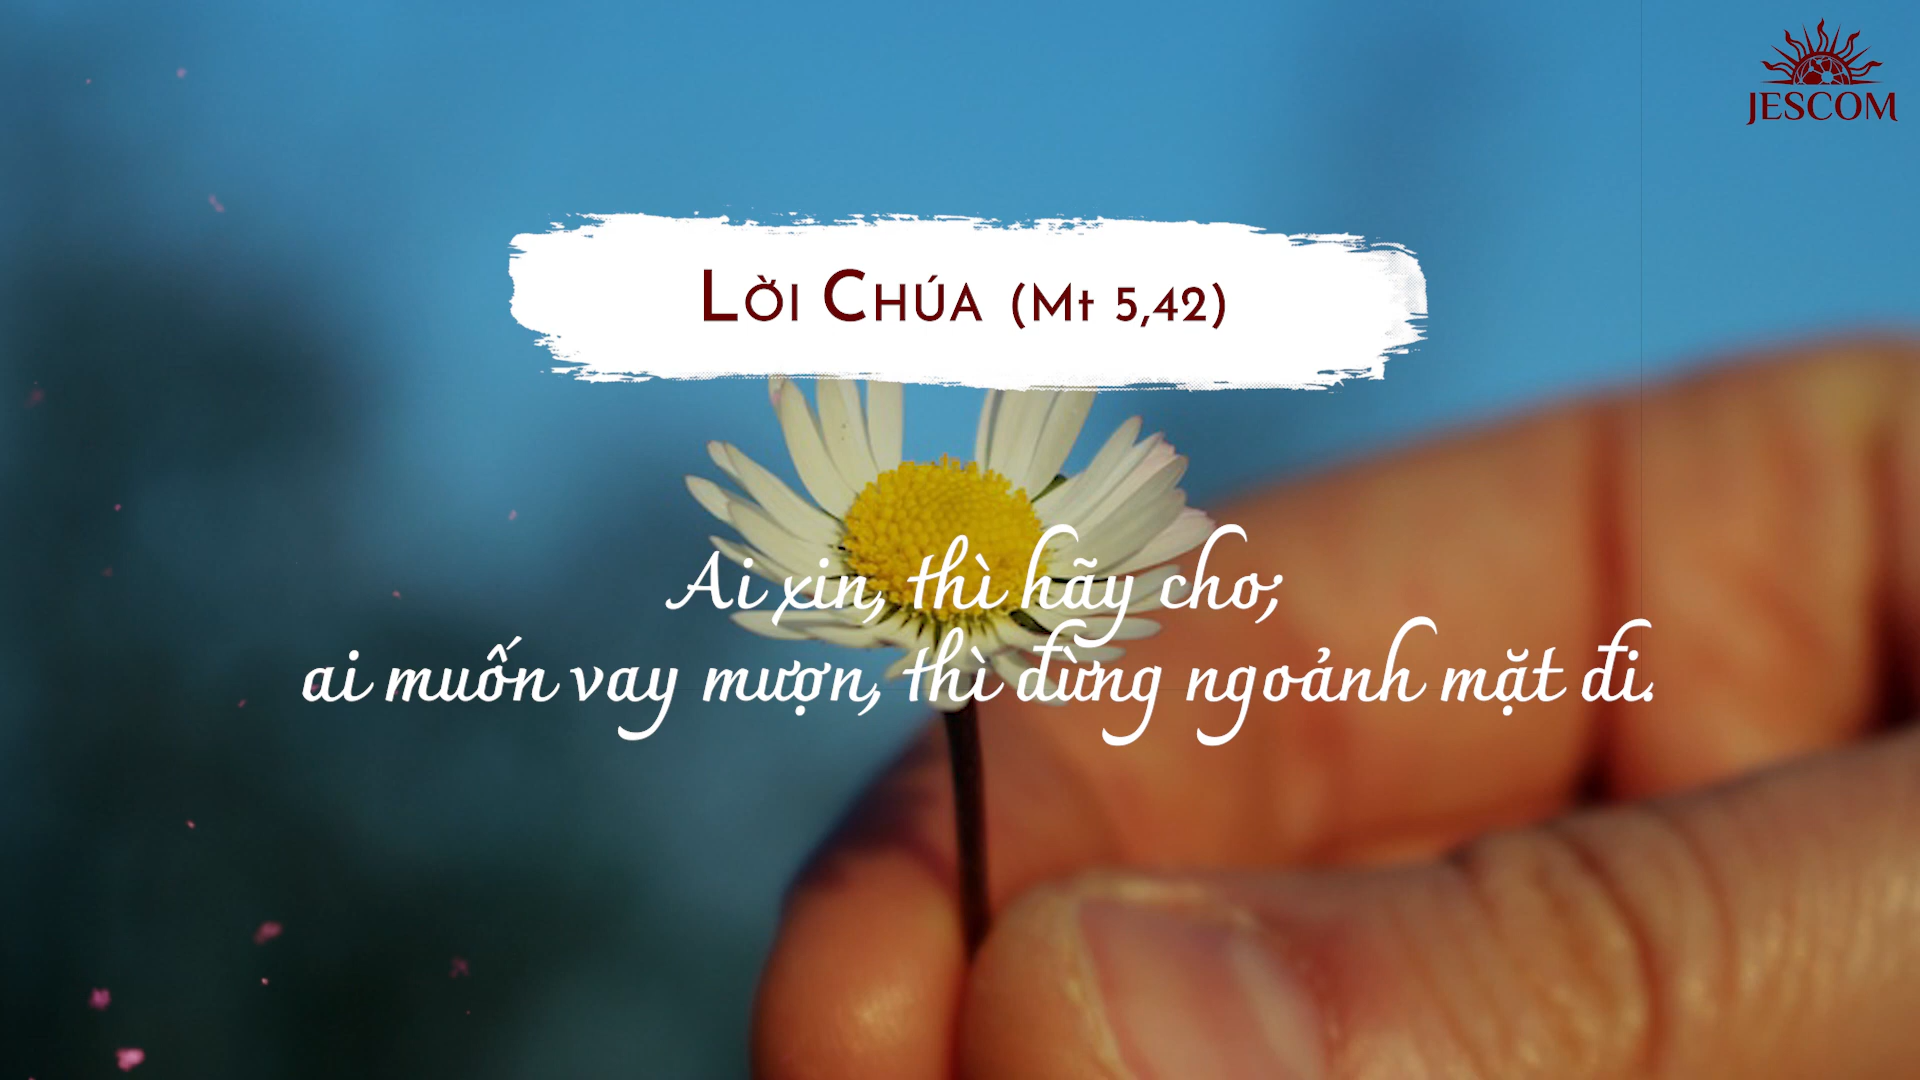 JESCOM
LỜI CHÚA (Mt 5,42)
Ai xin, thì hãy cho;
ai muốn vay mượn, thì đừng ngoảnh mặt đi.